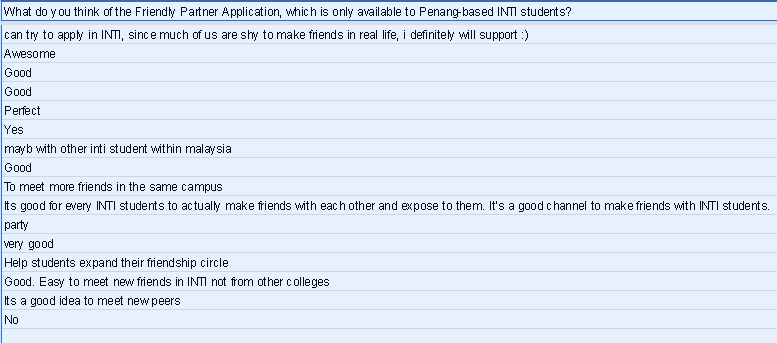 What do you think of the Friendly Partner Application, which is only available to Penang-based INTI students?
can try to apply in INTI, since much of us are shy to make friends in real life, i definitely will support :)
Awesome
Good
Good
Perfect
Yes
mayb with other inti student within malaysia
Good
To meet more friends in the same campus
Its good for every INTI students to actually make friends with each other and expose to them. It's a good channel to make friends with INTI students.
party
very good
Help students expand their friendship circle
Good. Easy to meet new friends in INTI not from other colleges
Its a good idea to meet new peers
No